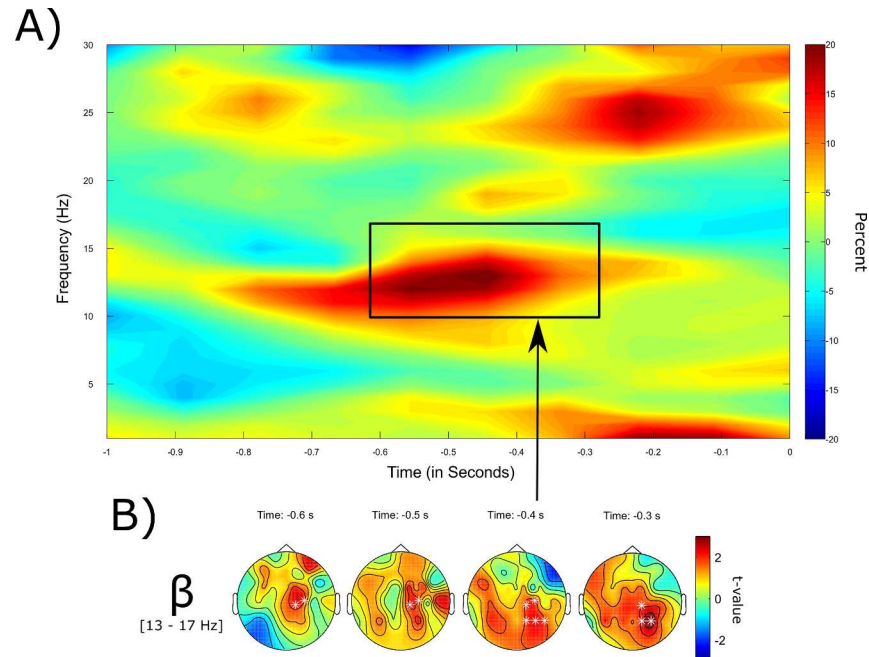 A)
30
25
20
15
10
5
Frequency (Hz)
-1 -0.9 -0.8 -0.7 -0.6 -0.5 -0.4 -0.3 -0.2 -0.1 0
Time (in Seconds)
20
15
10
5
0
-5
-10
-15
-20
Percent
B)
Time: -0.6 s Time: -0.5 s Time: -0.4 s Time: -0.3 s
β
[13 - 17 Hz]
2
0
-2
t-value